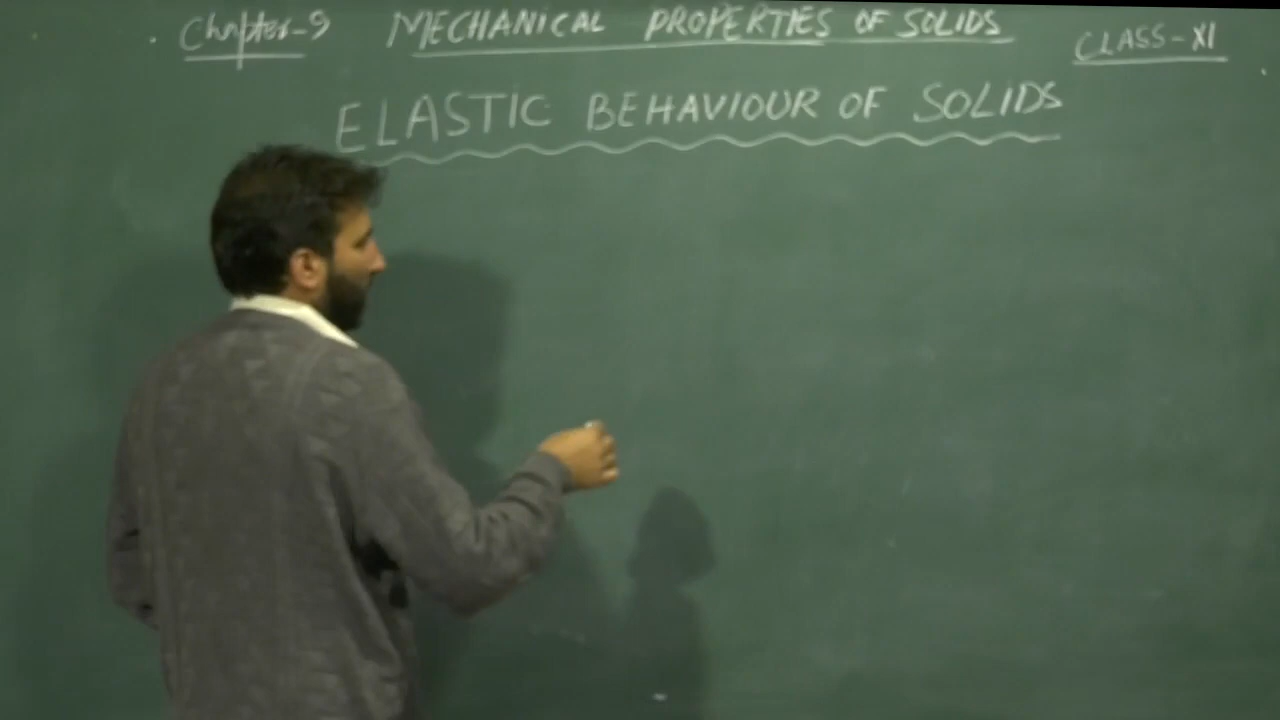 Chapter-9 MECHANICAL PROPERTIES OF SOLIDS CLASS-XI
ELASTIC BEHAVIOUR OF SOLIDS